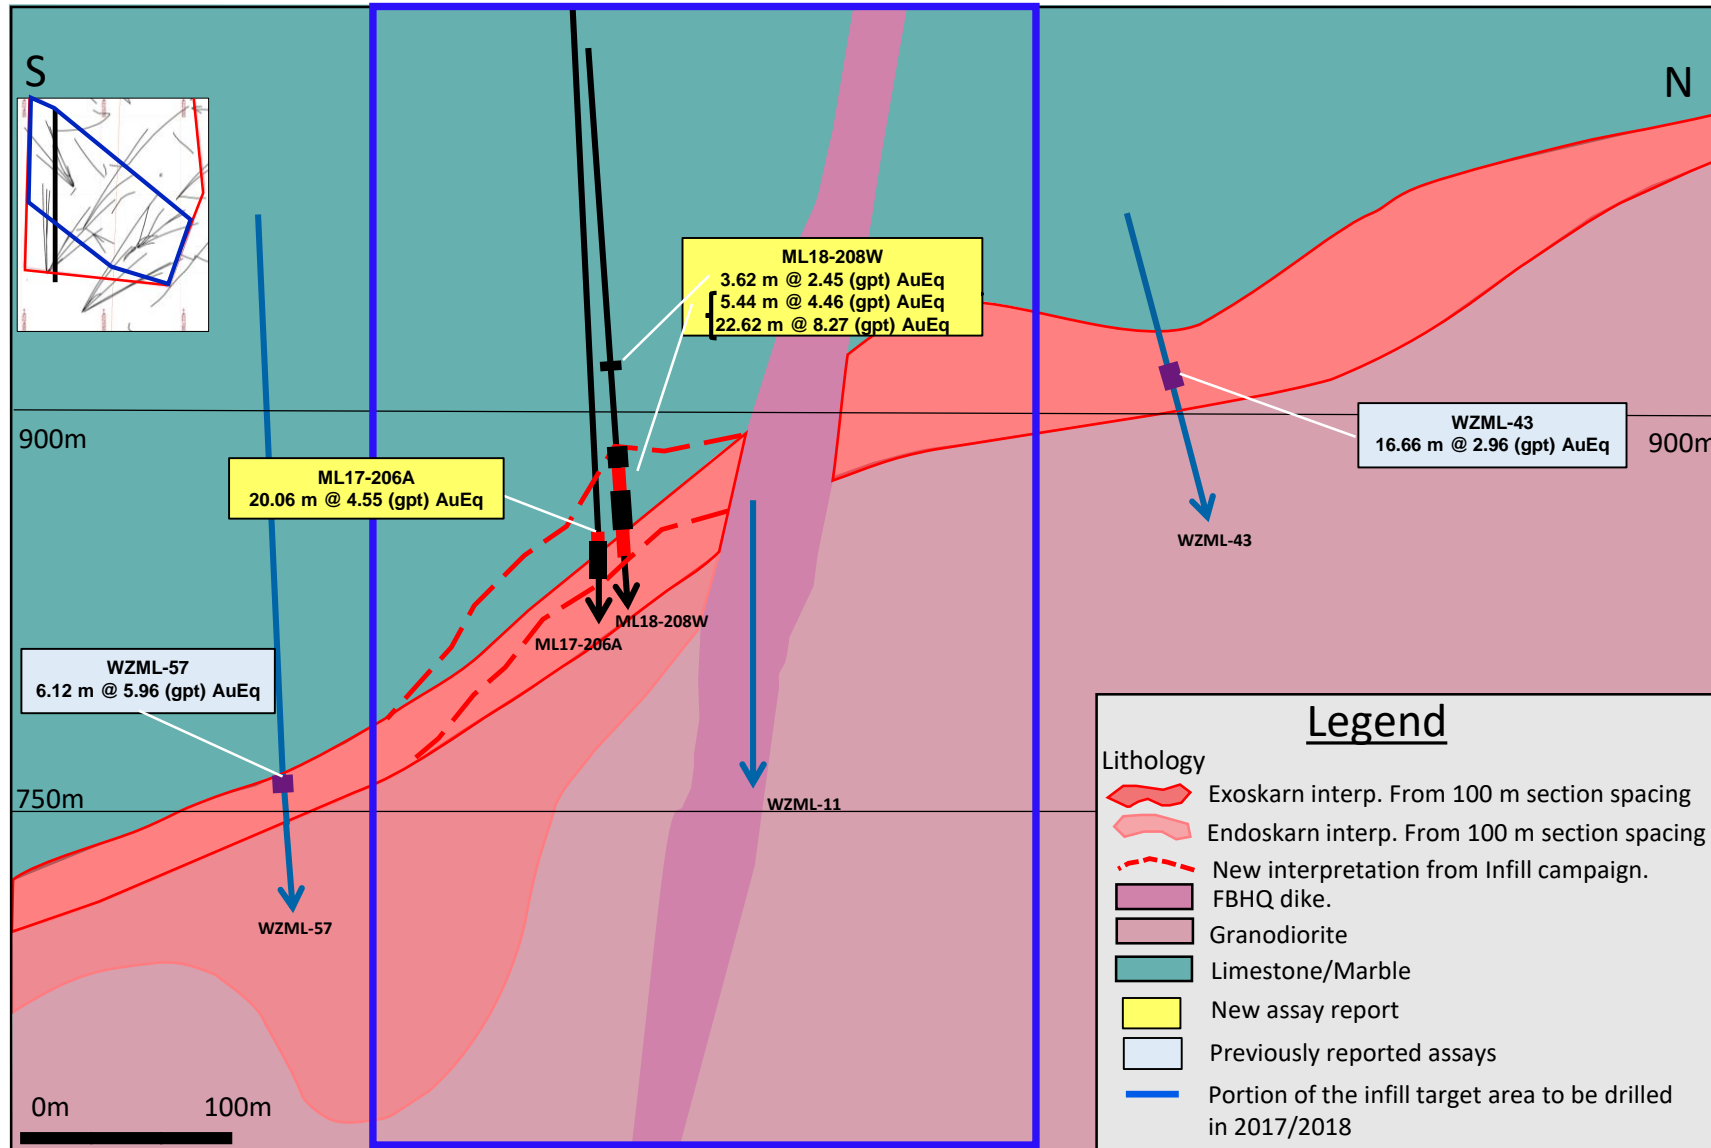 S
N
ML18-208W
3.62 m @ 2.45 (gpt) AuEq
5.44 m @ 4.46 (gpt) AuEq
22.62 m @ 8.27 (gpt) AuEq
900m
900m
WZML-43
16.66 m @ 2.96 (gpt) AuEq
ML17-206A
20.06 m @ 4.55 (gpt) AuEq
WZML-43
ML18-208W
ML17-206A
WZML-57
6.12 m @ 5.96 (gpt) AuEq
750m
WZML-11
WZML-57
Legend
Lithology
Exoskarn interp. From 100 m section spacing
Endoskarn interp. From 100 m section spacing
New interpretation from Infill campaign.
FBHQ dike.
Granodiorite
Limestone/Marble
New assay report
Previously reported assays
Portion of the infill target area to be drilled
in 2017/2018
0m
100m